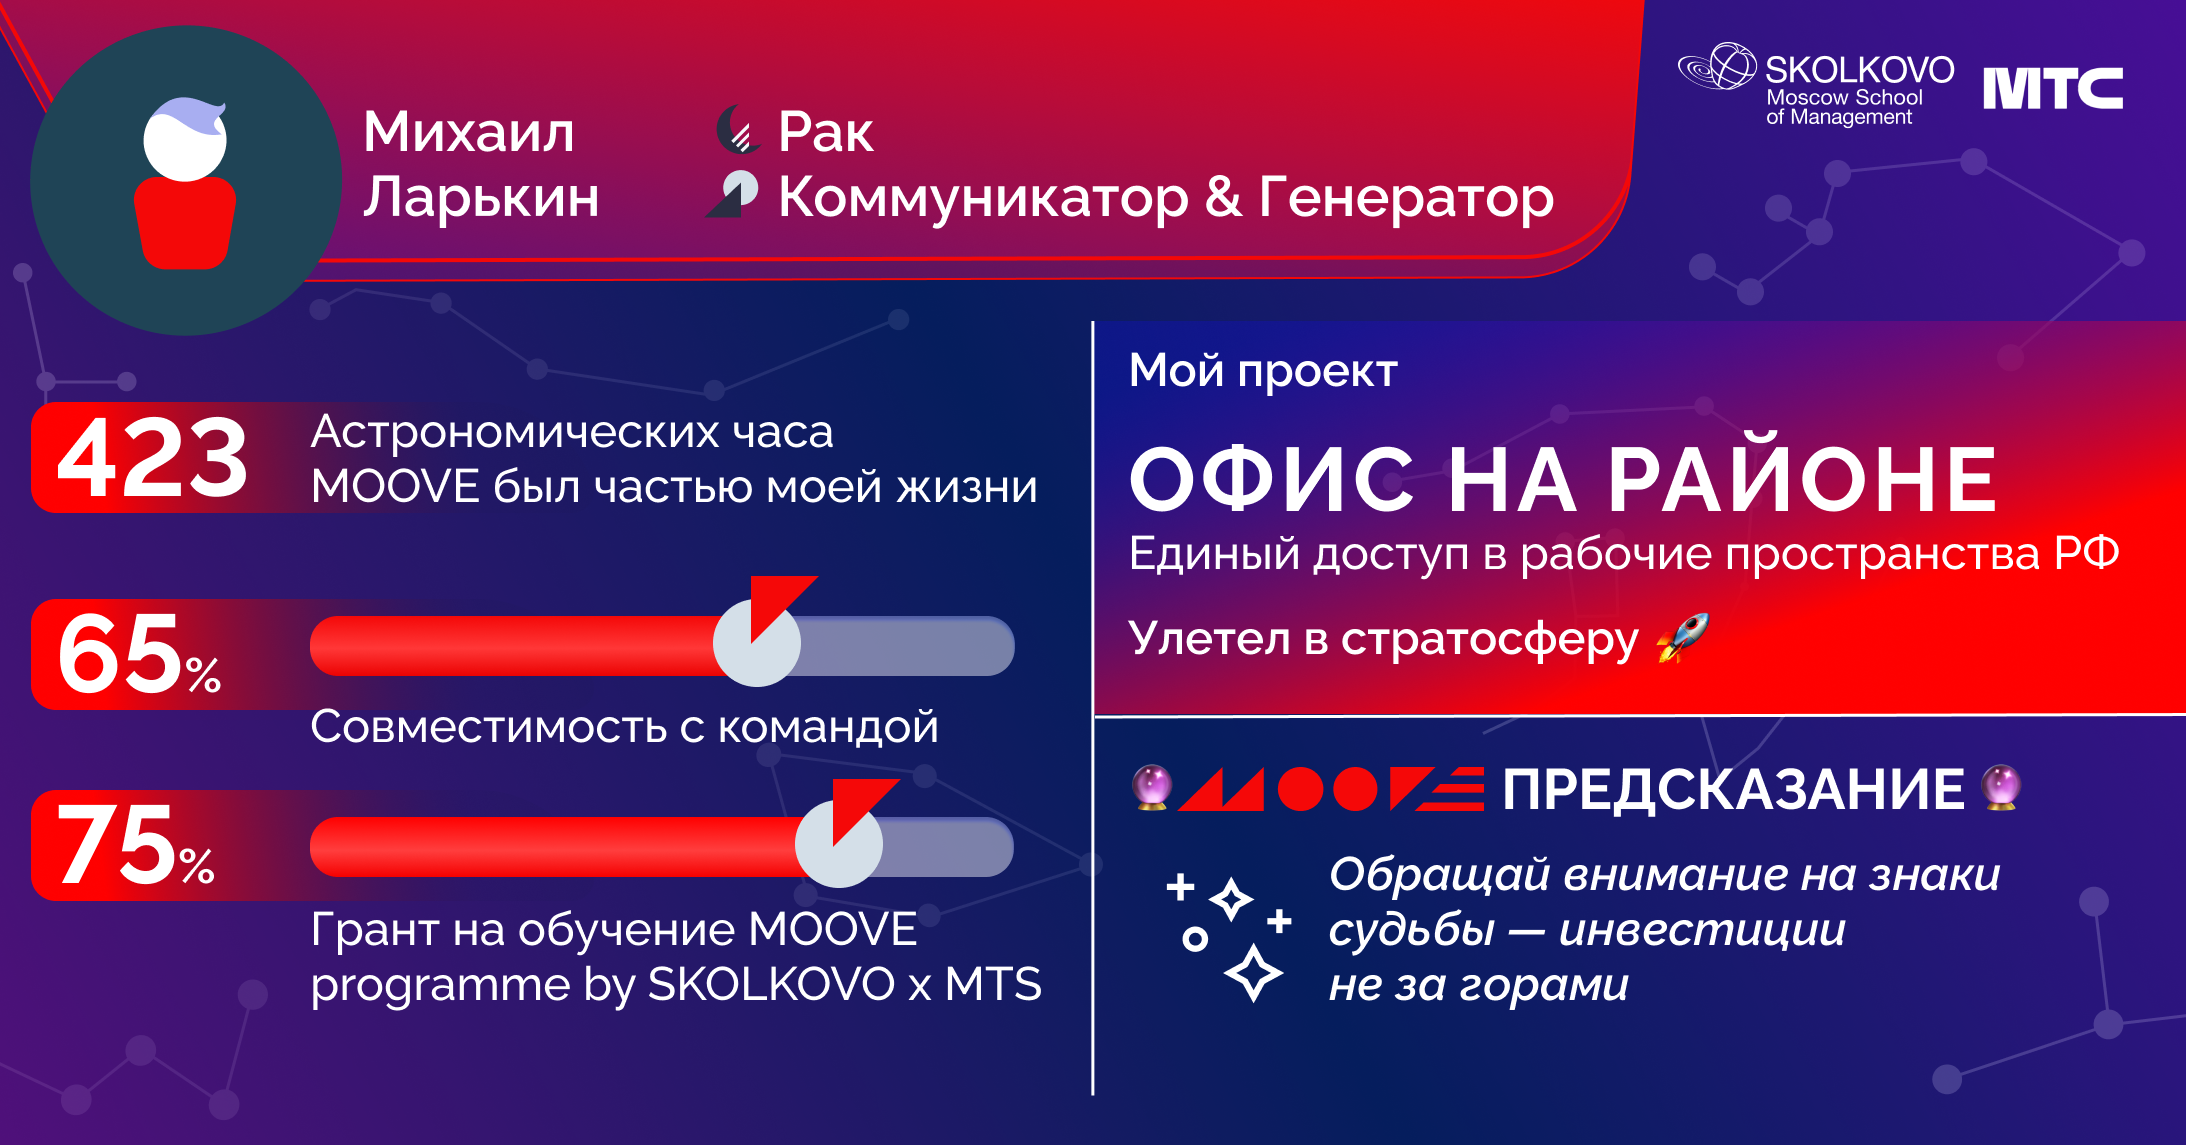 Михаил
Ларькин
Рак
Коммуникатор & Генератор
SKOLKOVO
Moscow School
of Management
МТС
423
Астрономических часа
MOOVE был частью моей жизни
65%
Совместимость с командой
75%
Грант на обучение MOOVE
programme by SKOLKOVO x MTS
Мой проект
ОФИС НА РАЙОНЕ
Единый доступ в рабочие пространства РФ
Улетел в стратосферу 🚀
🔮 MOOVE ПРЕДСКАЗАНИЕ 🔮
Обращай внимание на знаки
судьбы — инвестиции
не за горами